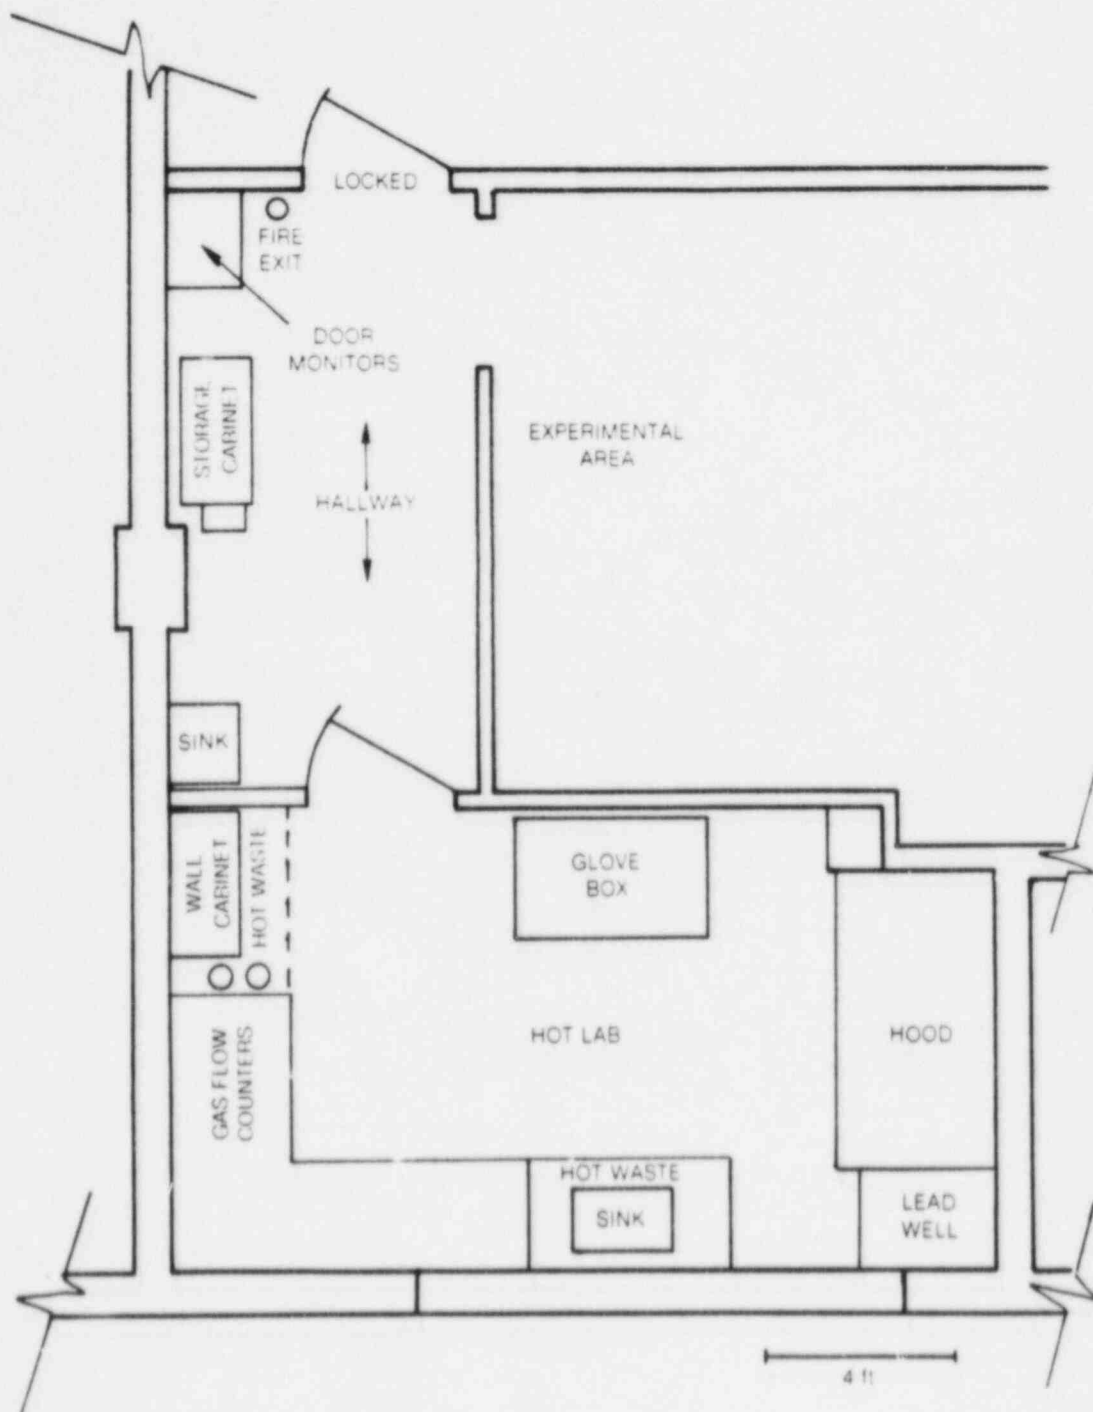 LOCKED
FIRE
EXIT
DOOR
MONITORS
STORAGE
CABINET
EXPERIMENTAL
AREA
HALLWAY
SINK
WALL
CABINET
HOT WASTE
GLOVE
BOX
GAS FLOW
COUNTERS
HOT LAB
HOOD
HOT WASTE
SINK
LEAD
WELL
4 ft